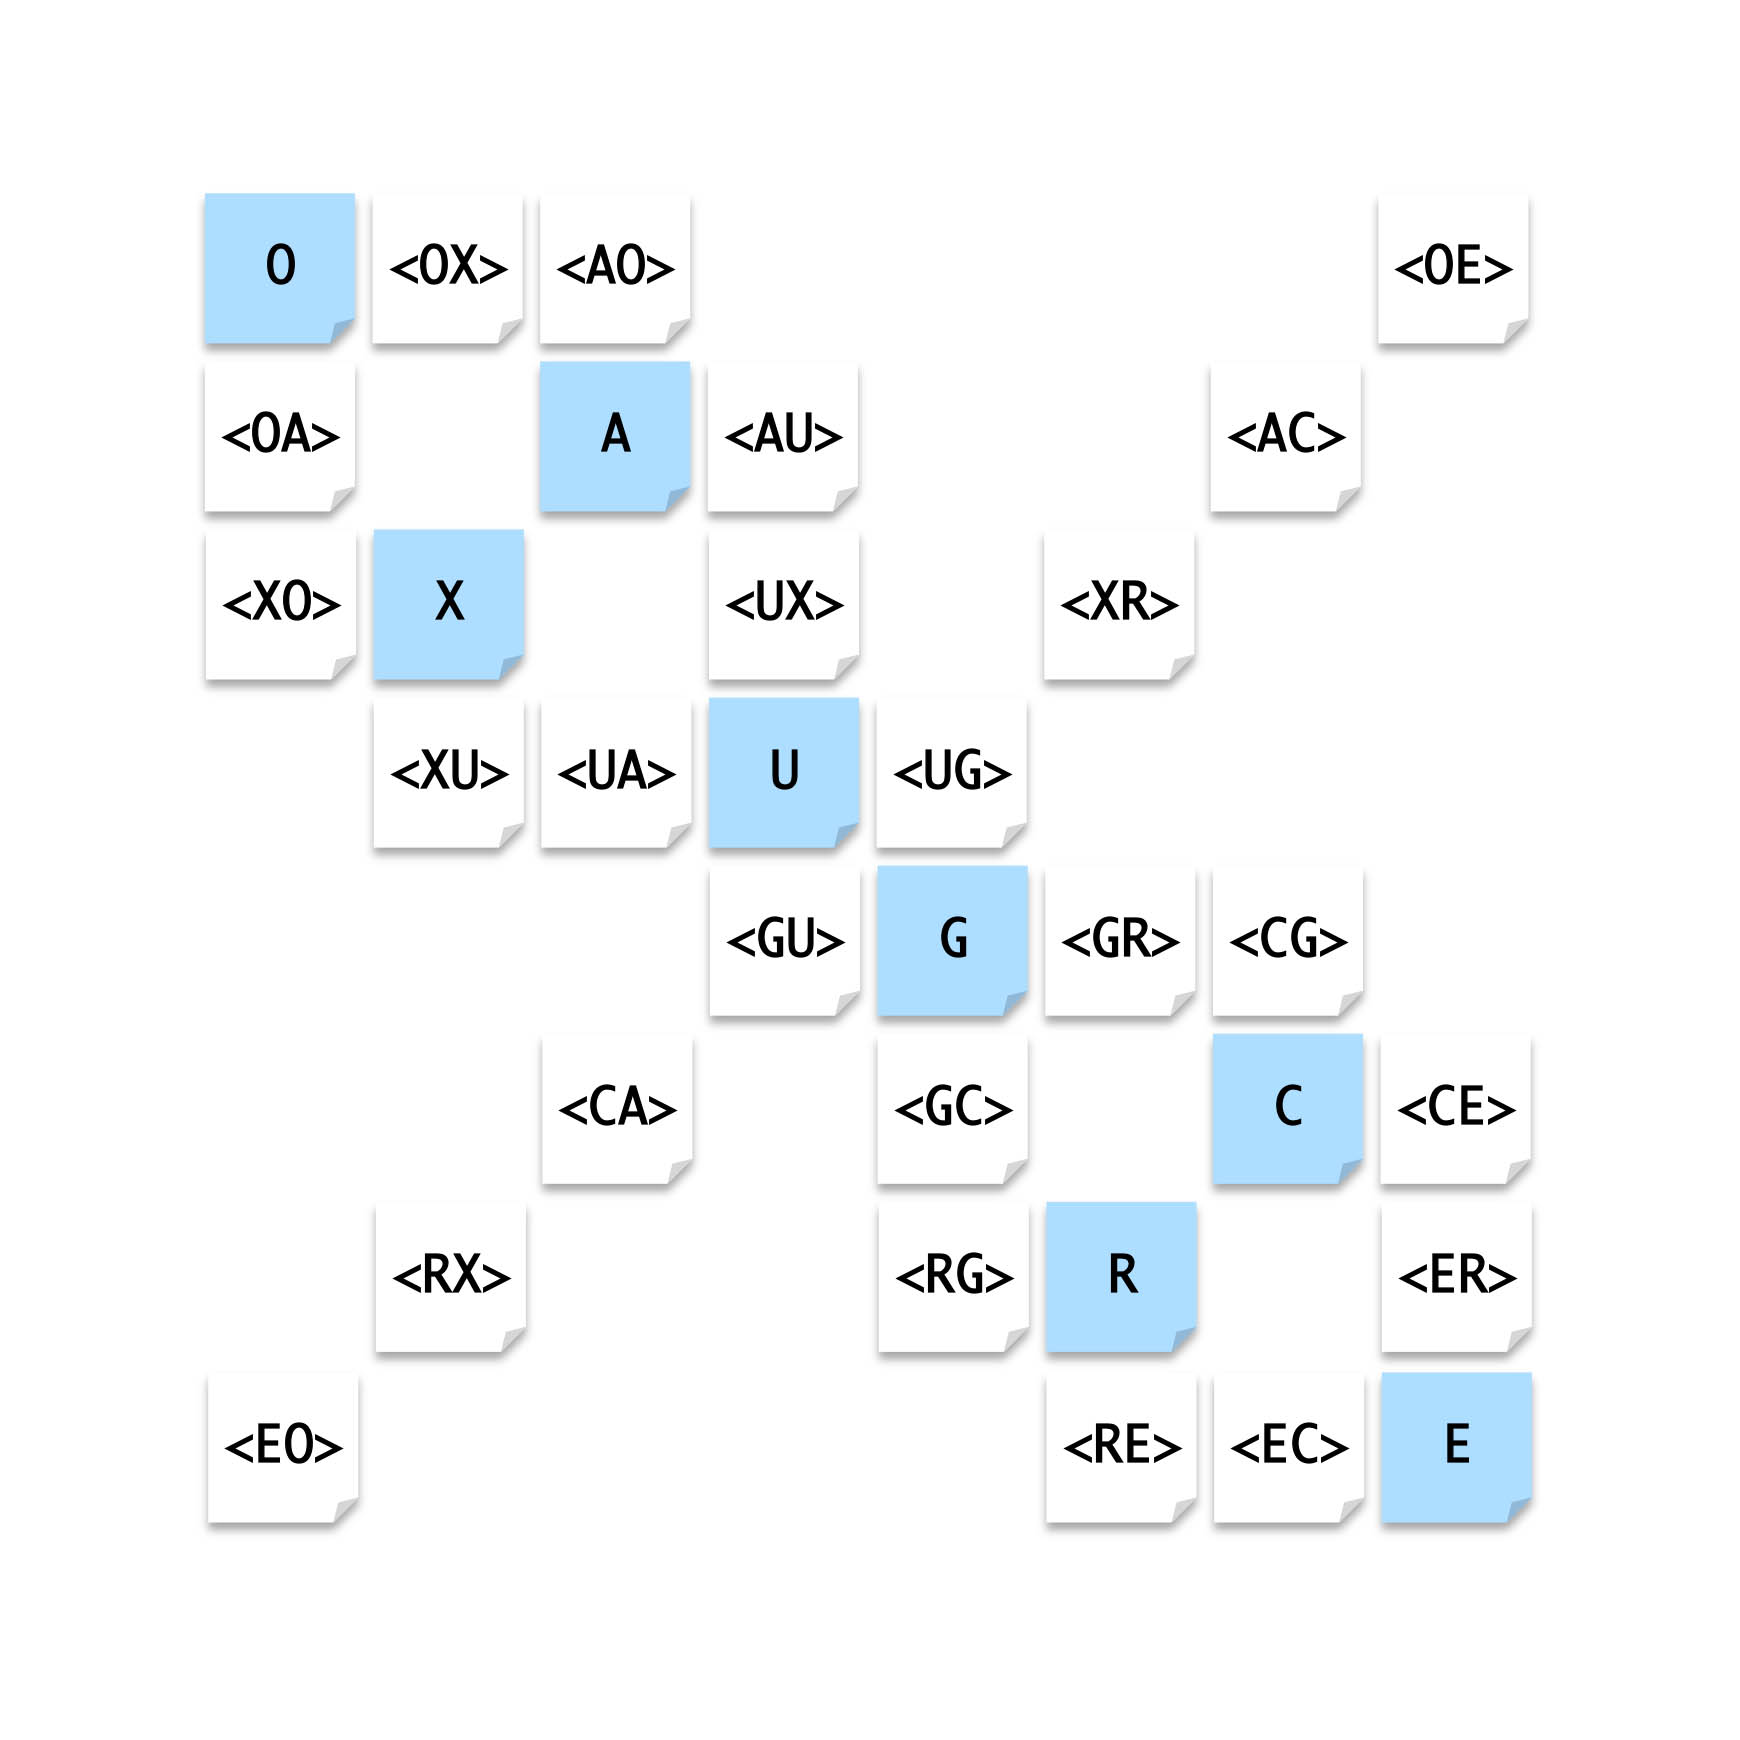 O <OX> <AO> <OE>
<OA> A <AU> <AC>
<XO> X <UX> <XR>
<XU> <UA> U <UG>
<GU> G <GR> <CG>
<CA> <GC> C <CE>
<RX> <RG> R <ER>
<EO> <RE> <EC> E